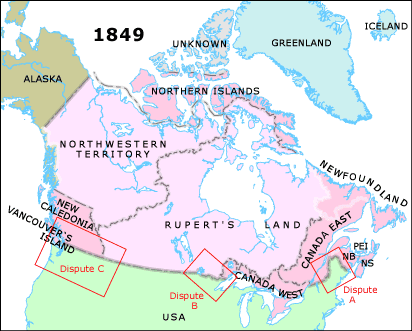 1849
ICELAND
UNKNOWN
GREENLAND
ALASKA
NORTHERN ISLANDS
NORTHWESTERN
TERRITORY
NEWFOUNDLAND
NEW
CALEDONIA
VANCOUVER'S
ISLAND
RUPERT'S LAND
CANADA EAST
PEI
NB
NS
CANADA WEST
Dispute C
Dispute
B
Dispute
A
USA